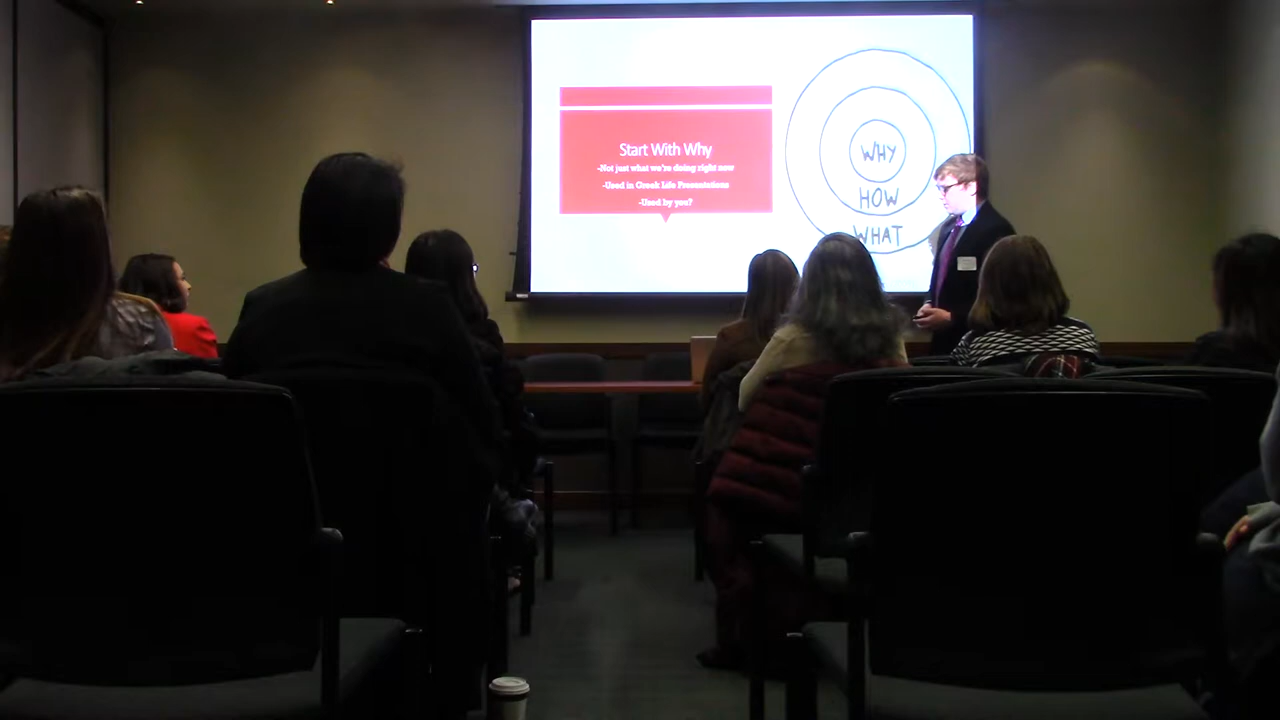 Start With Why
-Not just what we're doing right now
-Used in Greek Life Presentations
-Used by you?
WHY
HOW
WHAT